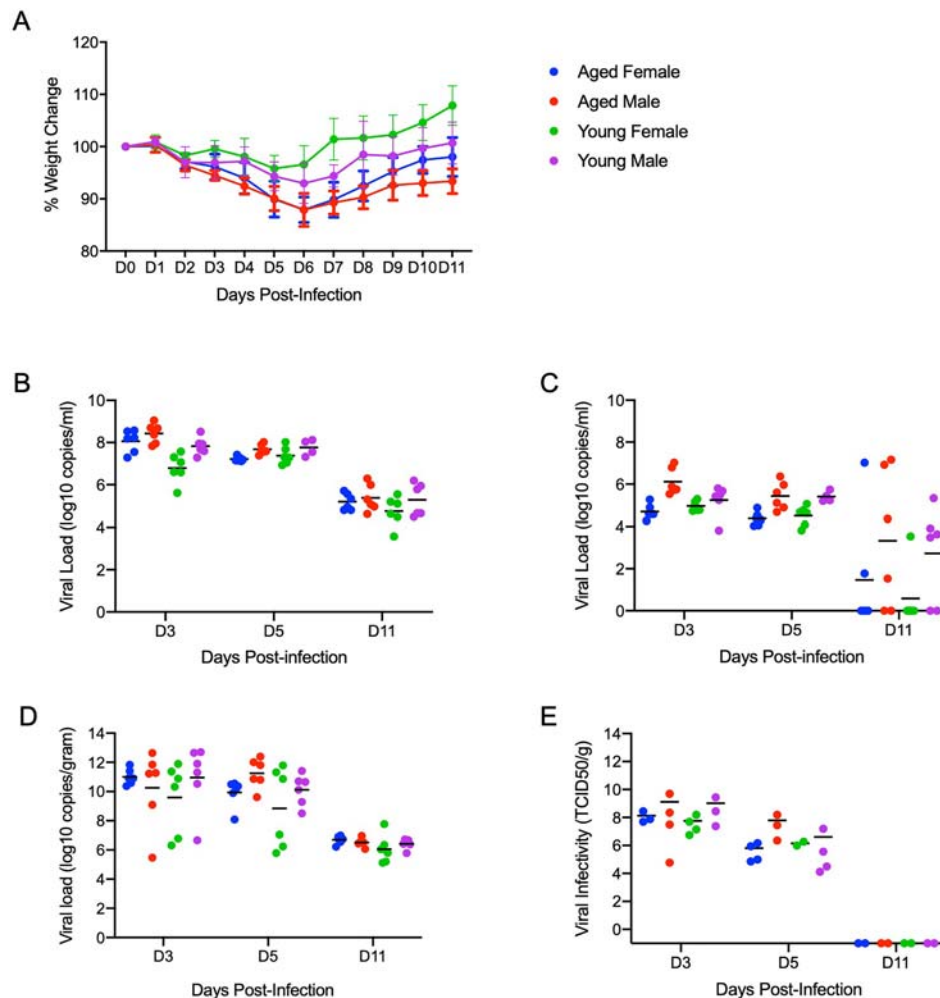 A
% Weight Change
120
110
100
90
80
D0 D1 D2 D3 D4 D5 D6 D7 D8 D9 D10 D11
Days Post-Infection
Aged Female
Aged Male
Young Female
Young Male
B
Viral Load (log10 copies/ml)
10
8
6
4
2
0
D3 D5 D11
Days Post-infection
C
Viral Load (log10 copies/ml)
10
8
6
4
2
0
D3 D5 D11
Days Post-infection
D
Viral load (log10 copies/gram)
14
12
10
8
6
4
2
0
D3 D5 D11
Days Post-Infection
E
Viral Infectivity (TCID50/g)
14
12
10
8
6
4
2
0
D3 D5 D11
Days Post-Infection